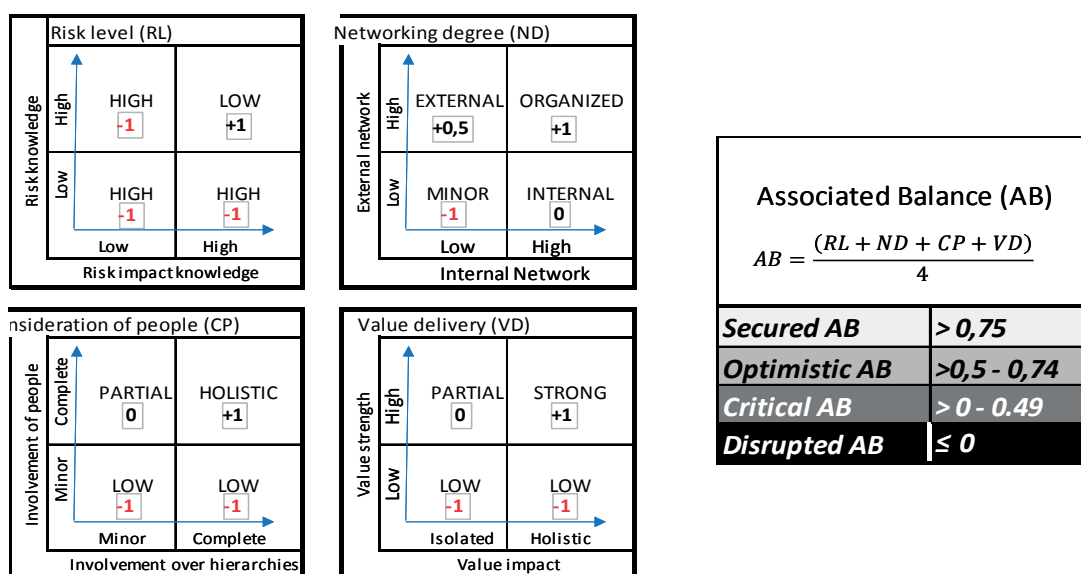 Risk level (RL)
Risk knowledge
High
Low
HIGH
-1
LOW
+1
HIGH
-1
HIGH
-1
Low High
Risk impact knowledge
Networking degree (ND)
External network
High
Low
EXTERNAL
+0,5
ORGANIZED
+1
MINOR
-1
INTERNAL
0
Low High
Internal Network
nsideration of people (CP)
Involvement of people
Complete
Minor
PARTIAL
0
HOLISTIC
+1
LOW
-1
LOW
-1
Minor Complete
Involvement over hierarchies
Value delivery (VD)
Value strength
High
Low
PARTIAL
0
STRONG
+1
LOW
-1
LOW
-1
Isolated Holistic
Value impact
Associated Balance (AB)
AB = (RL + ND + CP + VD)
4
Secured AB > 0,75
Optimistic AB >0,5 - 0,74
Critical AB > 0 - 0.49
Disrupted AB ≤ 0